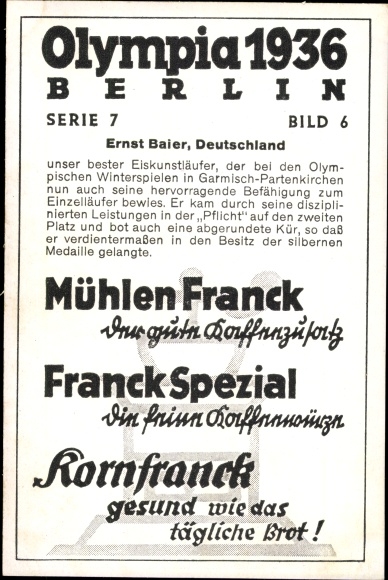 Olympia 1936
BERLIN
SERIE 7 BILD 6
Ernst Baier, Deutschland
unser bester Eiskunstläufer, der bei den Olym-
pischen Winterspielen in Garmisch-Partenkirchen
nun auch seine hervorragende Befähigung zum
Einzelläufer bewies. Er kam durch seine diszipli-
nierten Leistungen in der „Pflicht" auf den zweiten
Platz und bot auch eine abgerundete Kür, so daß
er verdientermaßen in den Besitz der silbernen
Medaille gelangte.
Mühlen Franck
der gute Kaffeezusatz
Franck Spezial
die feine Kaffeewürze
Kornfranck
gesund wie das
tägliche Brot!